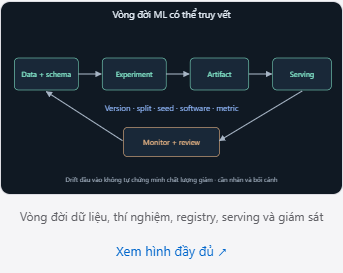 Vòng đời ML có thể truy vết
Data + schema
Experiment
Artifact
Serving
Version · split · seed · software · metric
Monitor + review
Drift đầu vào không tự chứng minh chất lượng giảm · cần nhãn và bối cảnh
Vòng đời dữ liệu, thí nghiệm, registry, serving và giám sát
Xem hình đầy đủ ↗